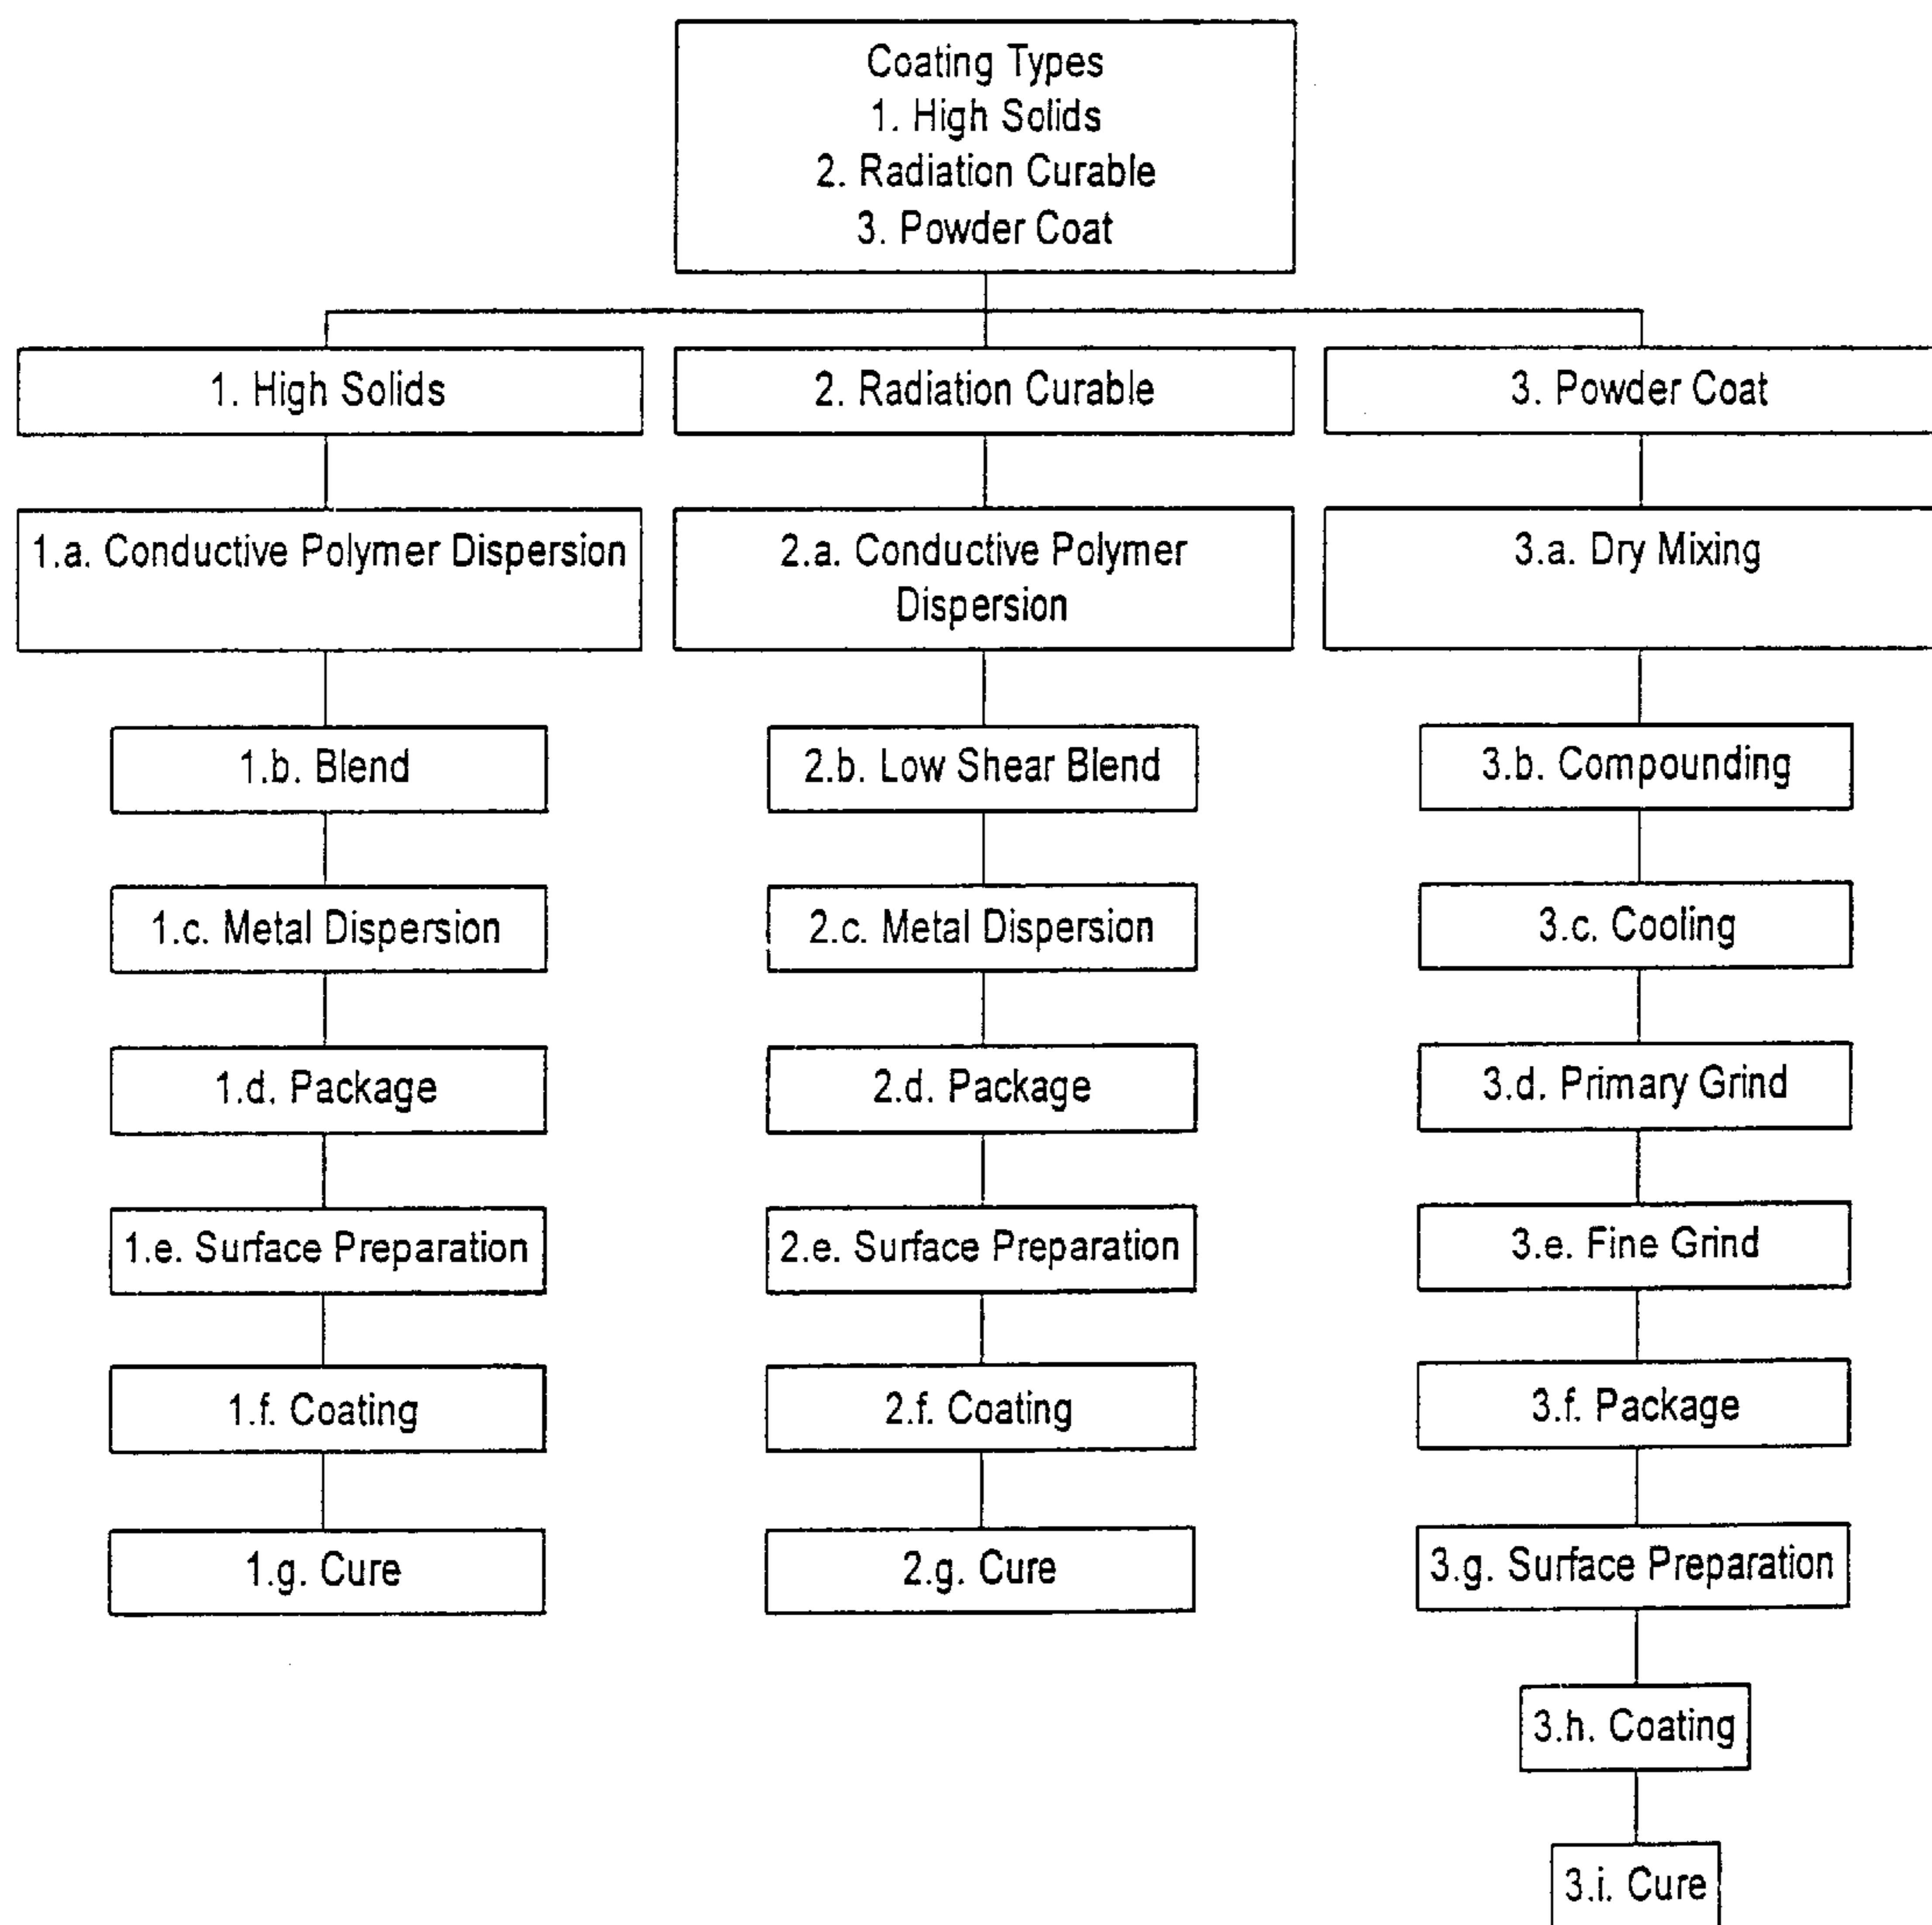 Coating Types
1. High Solids
2. Radiation Curable
3. Powder Coat
1. High Solids
2. Radiation Curable
3. Powder Coat
1.a. Conductive Polymer Dispersion
2.a. Conductive Polymer
Dispersion
3.a. Dry Mixing
1.b. Blend
2.b. Low Shear Blend
3.b. Compounding
1.c. Metal Dispersion
2.c. Metal Dispersion
3.c. Cooling
1.d. Package
2.d. Package
3.d. Primary Grind
1.e. Surface Preparation
2.e. Surface Preparation
3.e. Fine Grind
1.f. Coating
2.f. Coating
3.f. Package
1.g. Cure
2.g. Cure
3.g. Surface Preparation
3.h. Coating
3.i. Cure